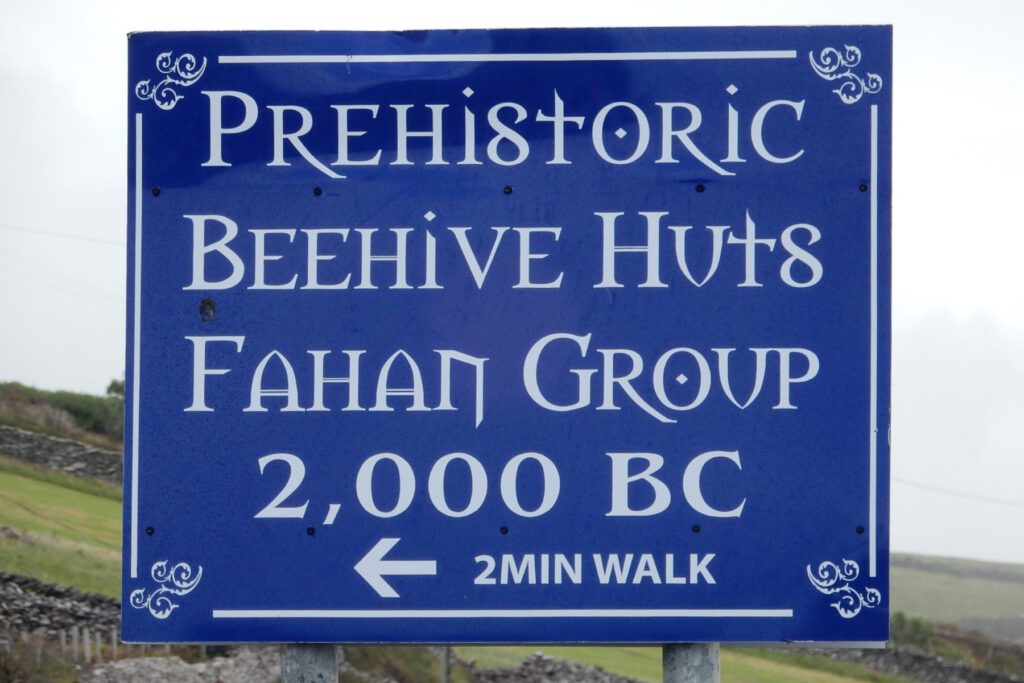 Prehistoric
Beehive Huts
Fahan Group
2,000 BC
← 2MIN WALK